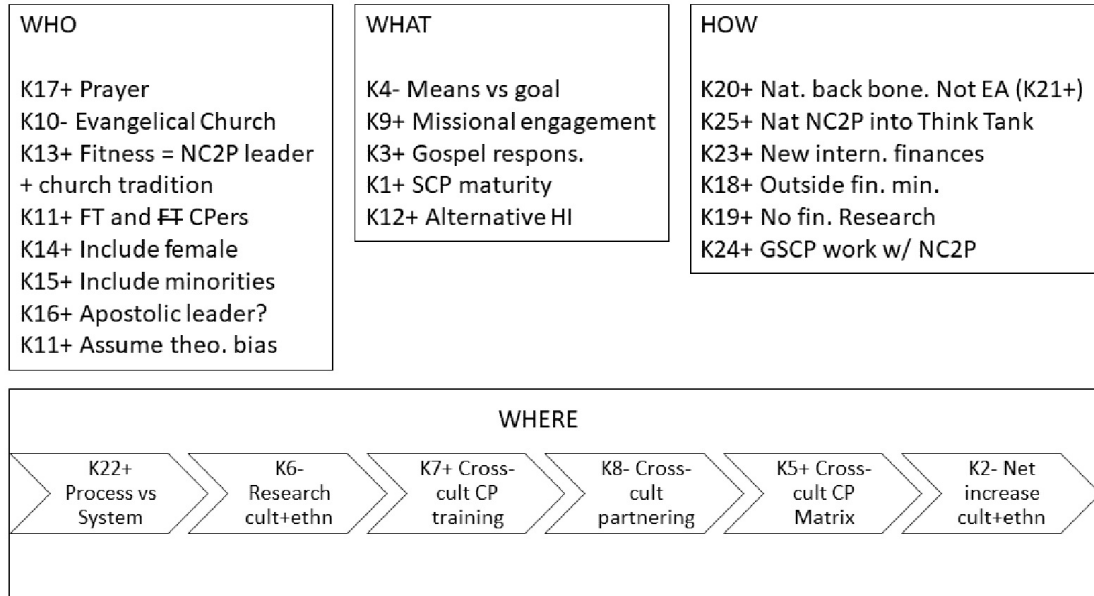 WHO
K17+ Prayer
K10- Evangelical Church
K13+ Fitness = NC2P leader
+ church tradition
K11+ FT and FT CPers
K14+ Include female
K15+ Include minorities
K16+ Apostolic leader?
K11+ Assume theo. bias
WHAT
K4- Means vs goal
K9+ Missional engagement
K3+ Gospel respons.
K1+ SCP maturity
K12+ Alternative HI
HOW
K20+ Nat. back bone. Not EA (K21+)
K25+ Nat NC2P into Think Tank
K23+ New intern. finances
K18+ Outside fin. min.
K19+ No fin. Research
K24+ GSCP work w/ NC2P
WHERE
K22+
Process vs
System
K6-
Research
cult+ethn
K7+ Cross-
cult CP
training
K8- Cross-
cult
partnering
K5+ Cross-
cult CP
Matrix
K2- Net
increase
cult+ethn